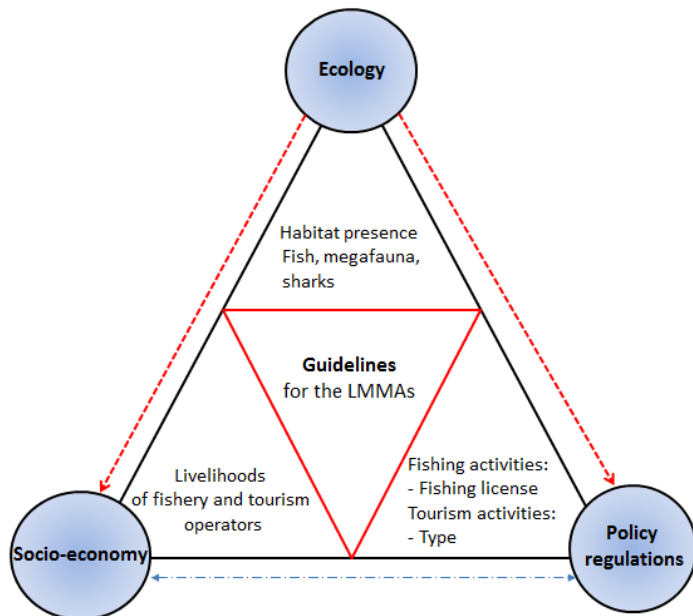 Ecology
Habitat presence
Fish, megafauna,
sharks
Guidelines
for the LMMAs
Livelihoods
of fishery and tourism
operators
Fishing activities:
- Fishing license
Tourism activities:
- Type
Socio-economy
Policy
regulations